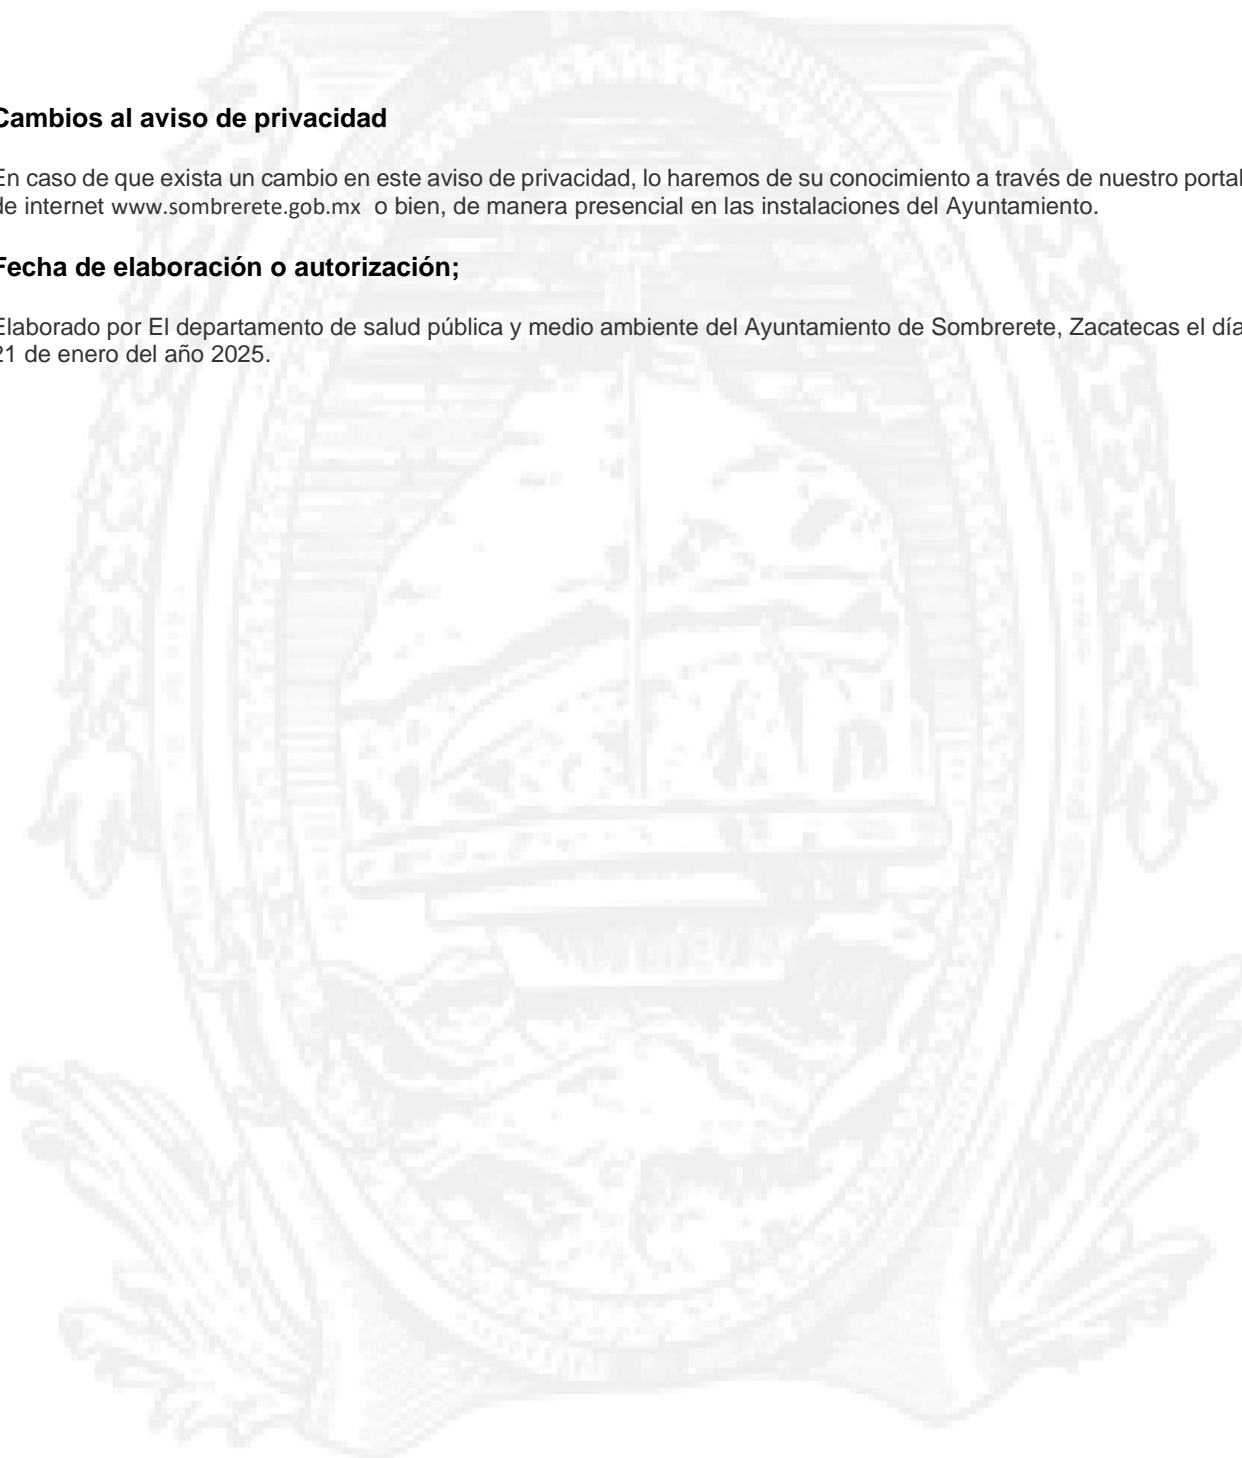 Cambios al aviso de privacidad
En caso de que exista un cambio en este aviso de privacidad, lo haremos de su conocimiento a través de nuestro portal
de internet www.sombrerete.gob.mx o bien, de manera presencial en las instalaciones del Ayuntamiento.
Fecha de elaboración o autorización;
Elaborado por El departamento de salud pública y medio ambiente del Ayuntamiento de Sombrerete, Zacatecas el día
21 de enero del año 2025.